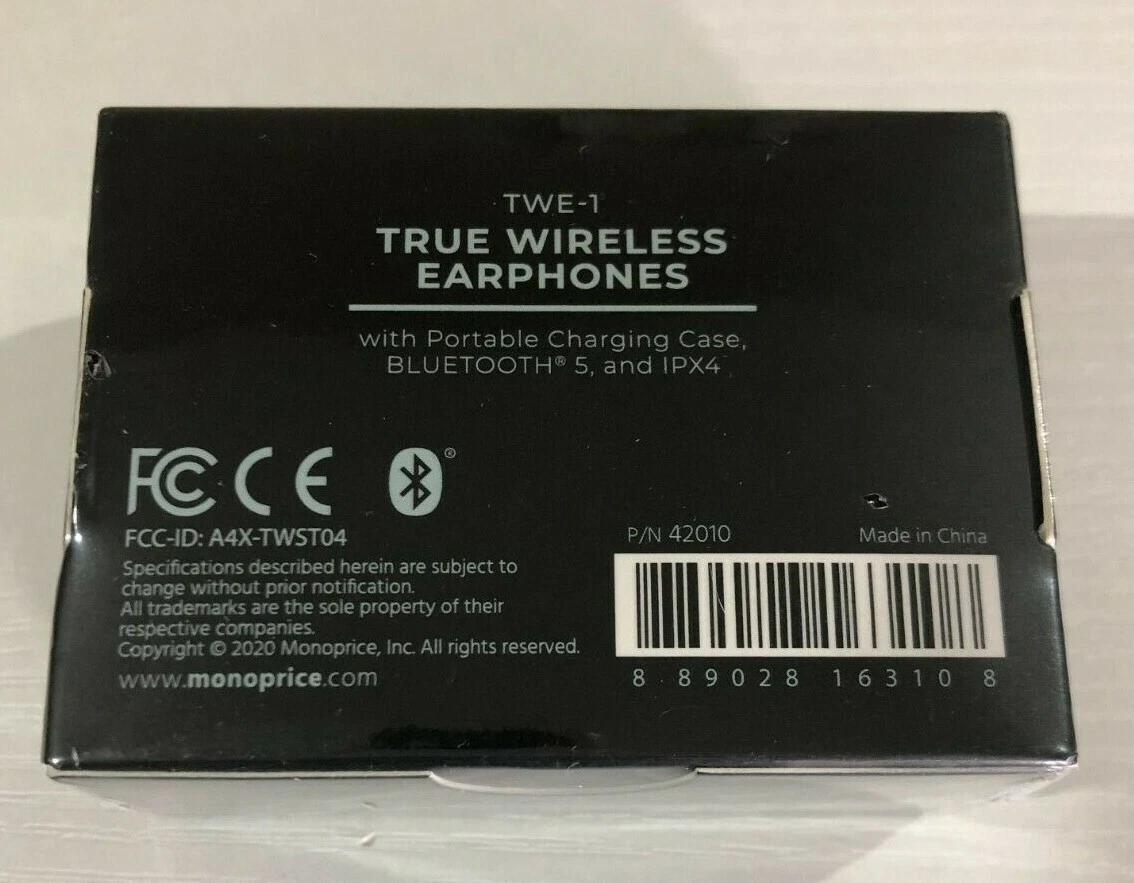 TWE-1
TRUE WIRELESS
EARPHONES
with Portable Charging Case,
BLUETOOTH® 5, and IPX4
FC CE ®
FCC-ID: A4X-TWST04
Specifications described herein are subject to
change without prior notification.
All trademarks are the sole property of their
respective companies.
Copyright © 2020 Monoprice, Inc. All rights reserved.
www.monoprice.com
P/N 42010 Made in China
8 89028 16310 8